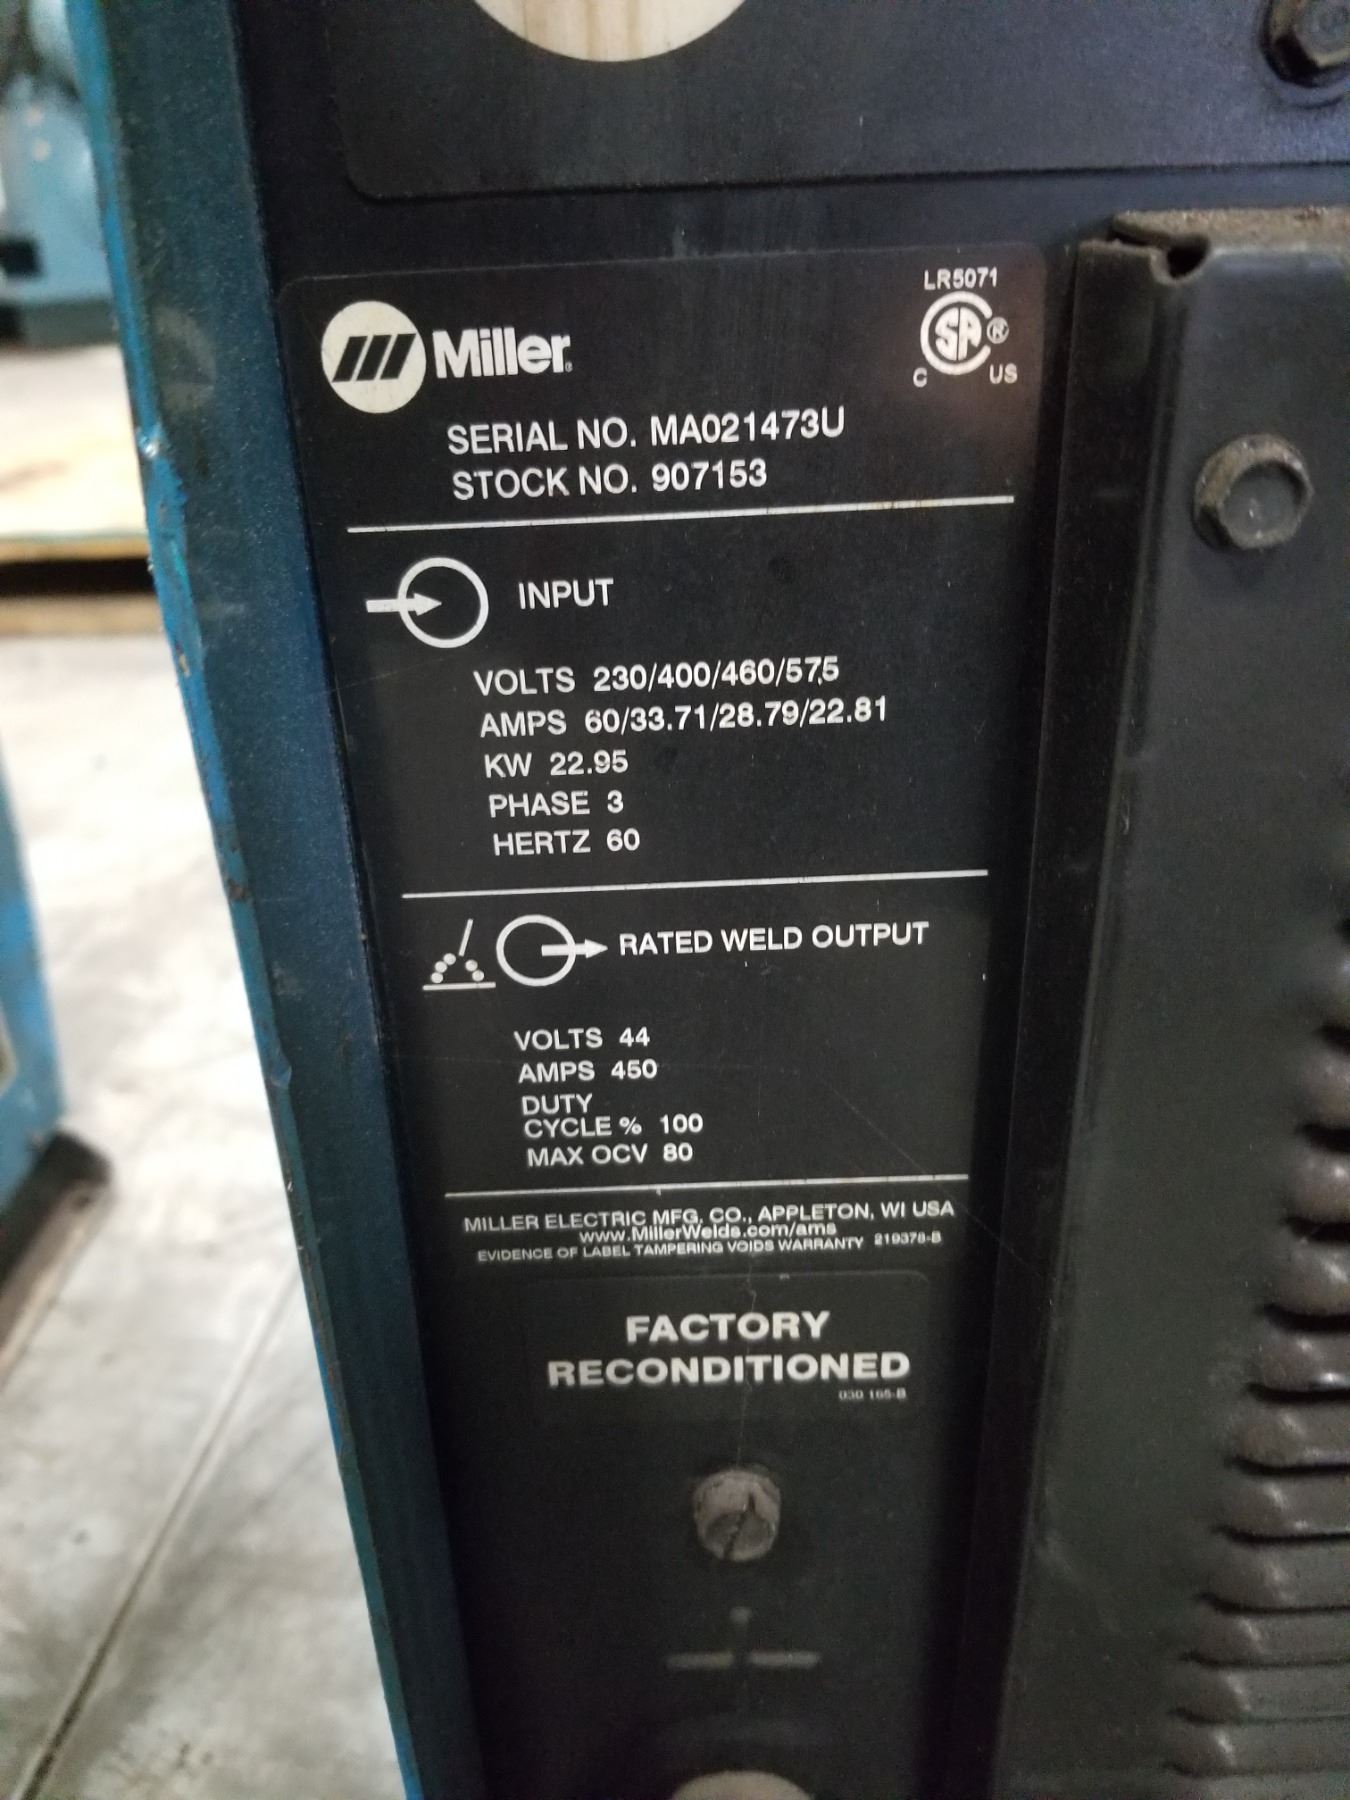 LR5071
Miller®
SA ®
C US
SERIAL NO. MA021473U
STOCK NO. 907153
INPUT
VOLTS 230/400/460/575
AMPS 60/33.71/28.79/22.81
KW 22.95
PHASE 3
HERTZ 60
RATED WELD OUTPUT
VOLTS 44
AMPS 450
DUTY
CYCLE % 100
MAX OCV 80
MILLER ELECTRIC MFG. CO., APPLETON, WI USA
www.MillerWelds.com/ams
EVIDENCE OF LABEL TAMPERING VOIDS WARRANTY 219378-B
FACTORY
RECONDITIONED
030 165-B